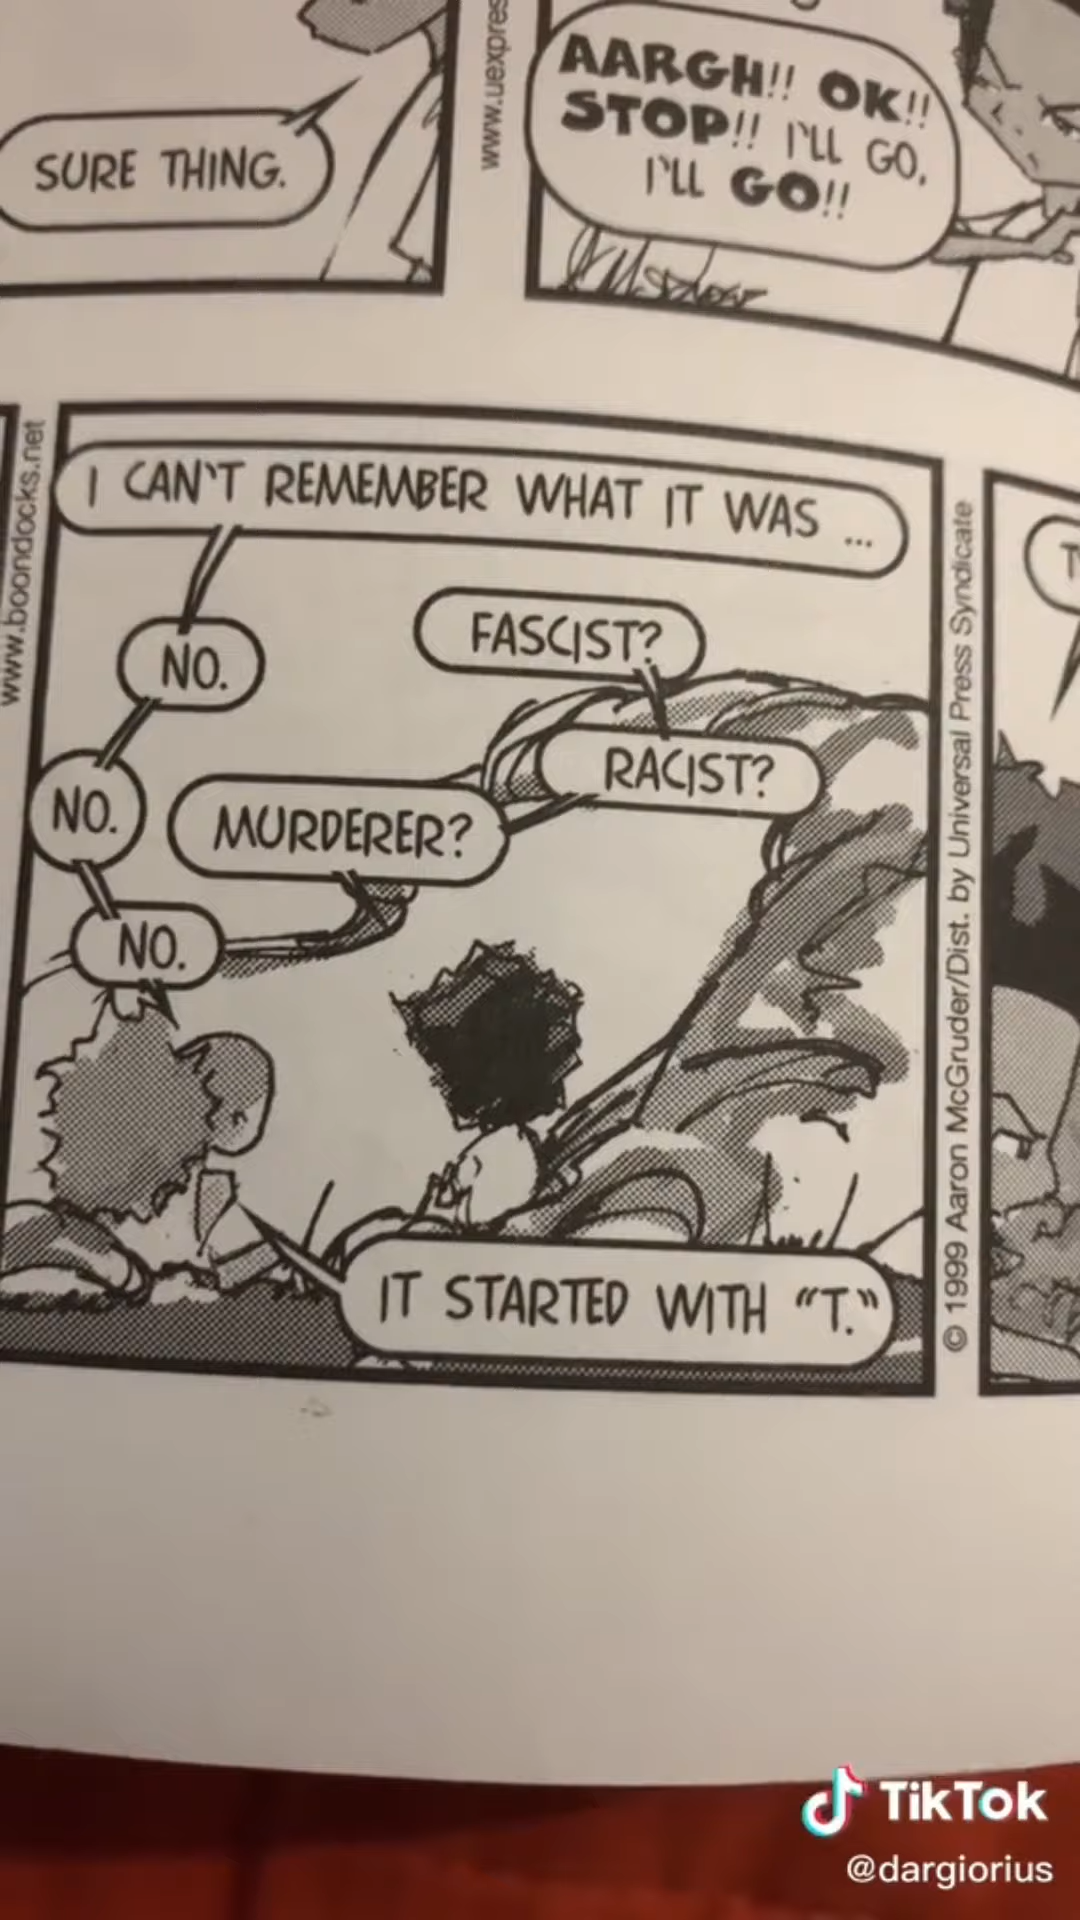 SURE THING.
www.uexpres
AARGH!! OK!!
STOP!! I'LL GO,
I'LL GO!!
www.boondocks.net
I CAN'T REMEMBER WHAT IT WAS ...
FASCIST?
NO.
RACIST?
NO.
MURDERER?
NO.
IT STARTED WITH "T."
© 1999 Aaron McGruder/Dist. by Universal Press Syndicate
TikTok
@dargiorius